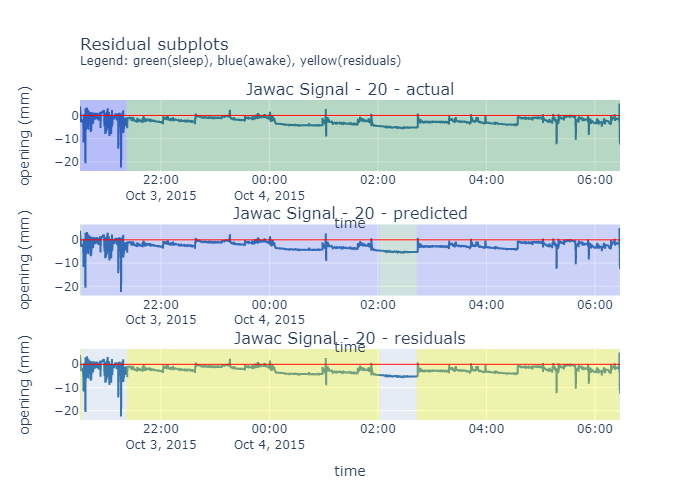 Residual subplots
Legend: green(sleep), blue(awake), yellow(residuals)
Jawac Signal - 20 - actual
opening (mm)
0
−10
−20
22:00
Oct 3, 2015
00:00
Oct 4, 2015
02:00
04:00
06:00
time
Jawac Signal - 20 - predicted
opening (mm)
0
−10
−20
22:00
Oct 3, 2015
00:00
Oct 4, 2015
02:00
04:00
06:00
time
Jawac Signal - 20 - residuals
opening (mm)
0
−10
−20
22:00
Oct 3, 2015
00:00
Oct 4, 2015
02:00
04:00
06:00
time